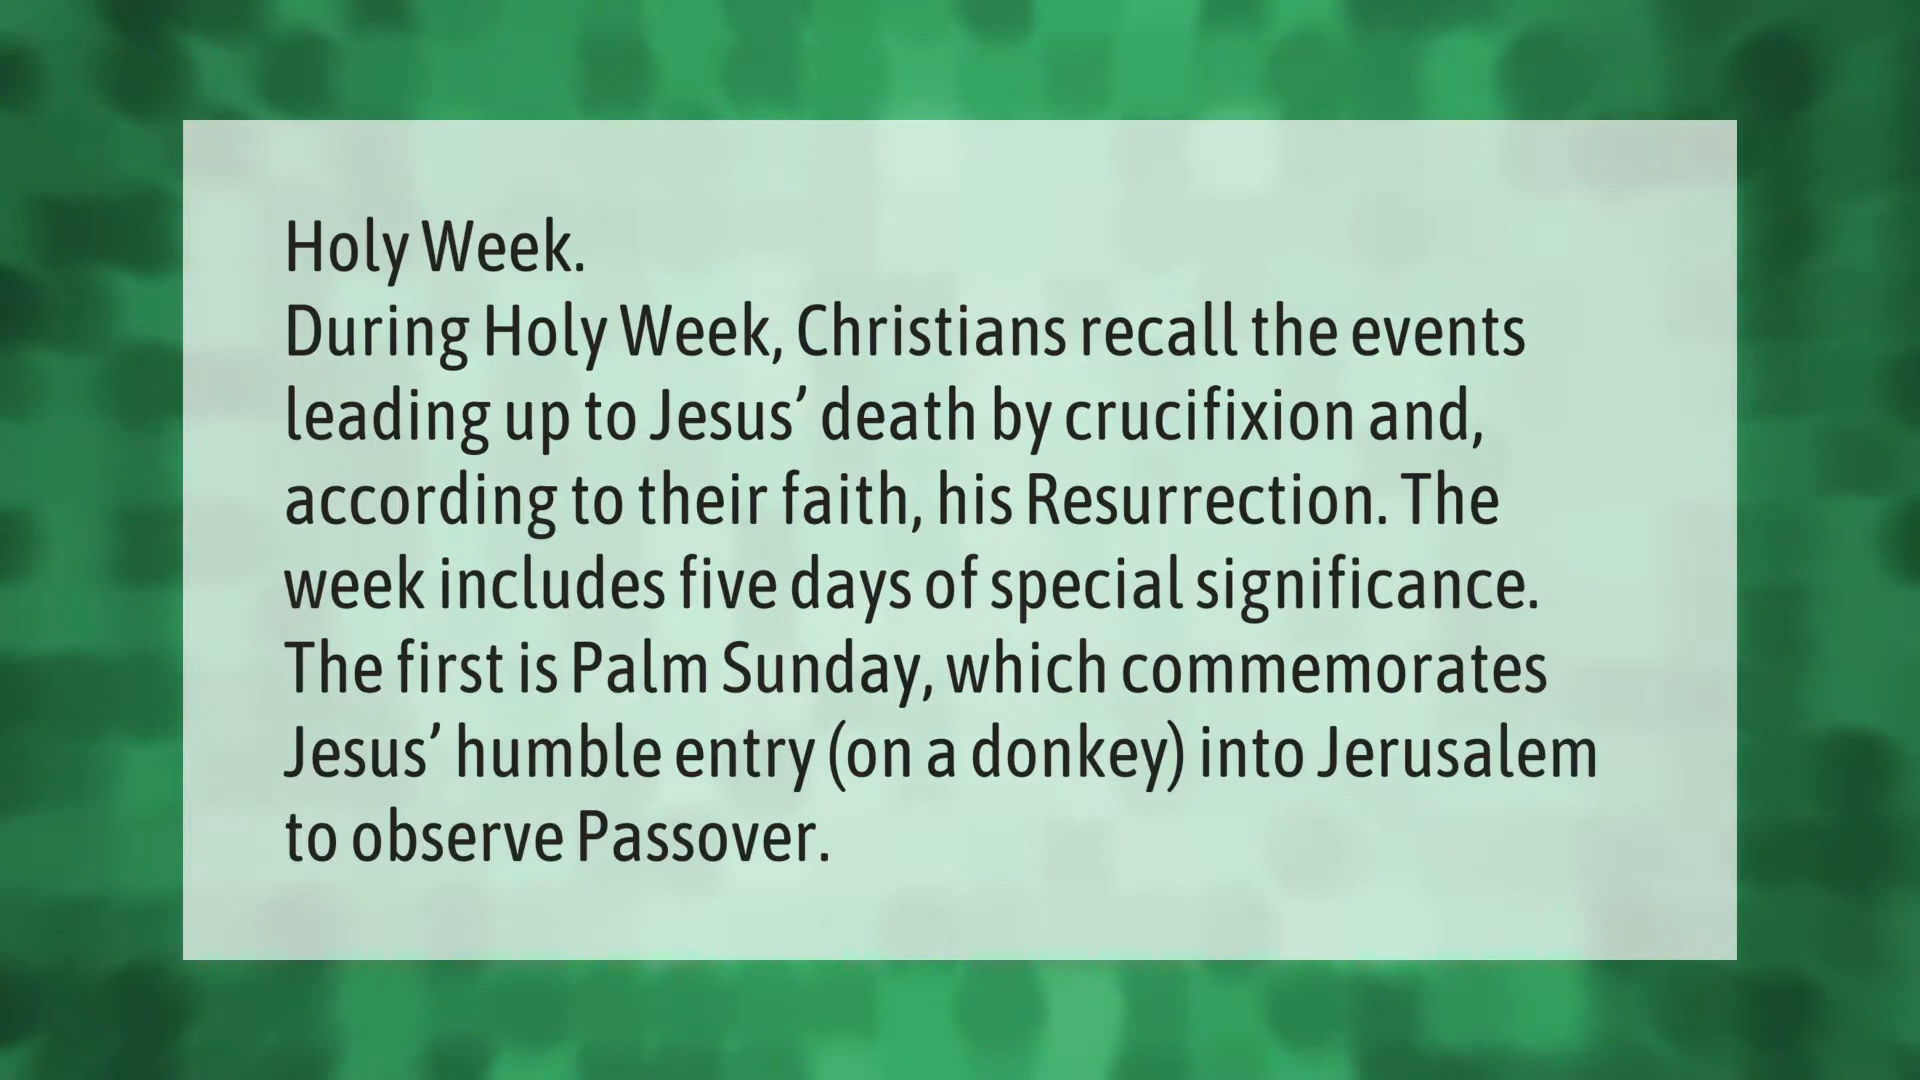 Holy Week.
During Holy Week, Christians recall the events
leading up to Jesus’ death by crucifixion and,
according to their faith, his Resurrection. The
week includes five days of special significance.
The first is Palm Sunday, which commemorates
Jesus’ humble entry (on a donkey) into Jerusalem
to observe Passover.